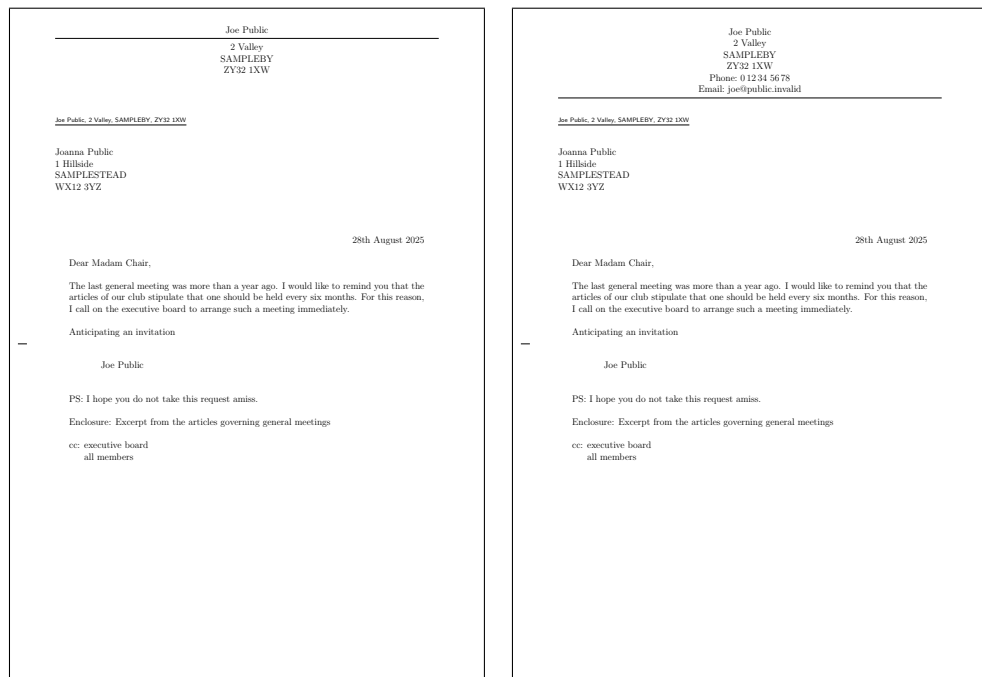 Joe Public
2 Valley
SAMPLEBY
ZY32 1XW
Joe Public, 2 Valley, SAMPLEBY, ZY32 1XW
Joanna Public
1 Hillside
SAMPLESTEAD
WX12 3YZ
28th August 2025
Dear Madam Chair,
The last general meeting was more than a year ago. I would like to remind you that the
articles of our club stipulate that one should be held every six months. For this reason,
I call on the executive board to arrange such a meeting immediately.
Anticipating an invitation
Joe Public
PS: I hope you do not take this request amiss.
Enclosure: Excerpt from the articles governing general meetings
cc: executive board
all members
Joe Public
2 Valley
SAMPLEBY
ZY32 1XW
Phone: 0 12 34 56 78
Email: joe@public.invalid
Joe Public, 2 Valley, SAMPLEBY, ZY32 1XW
Joanna Public
1 Hillside
SAMPLESTEAD
WX12 3YZ
28th August 2025
Dear Madam Chair,
The last general meeting was more than a year ago. I would like to remind you that the
articles of our club stipulate that one should be held every six months. For this reason,
I call on the executive board to arrange such a meeting immediately.
Anticipating an invitation
Joe Public
PS: I hope you do not take this request amiss.
Enclosure: Excerpt from the articles governing general meetings
cc: executive board
all members